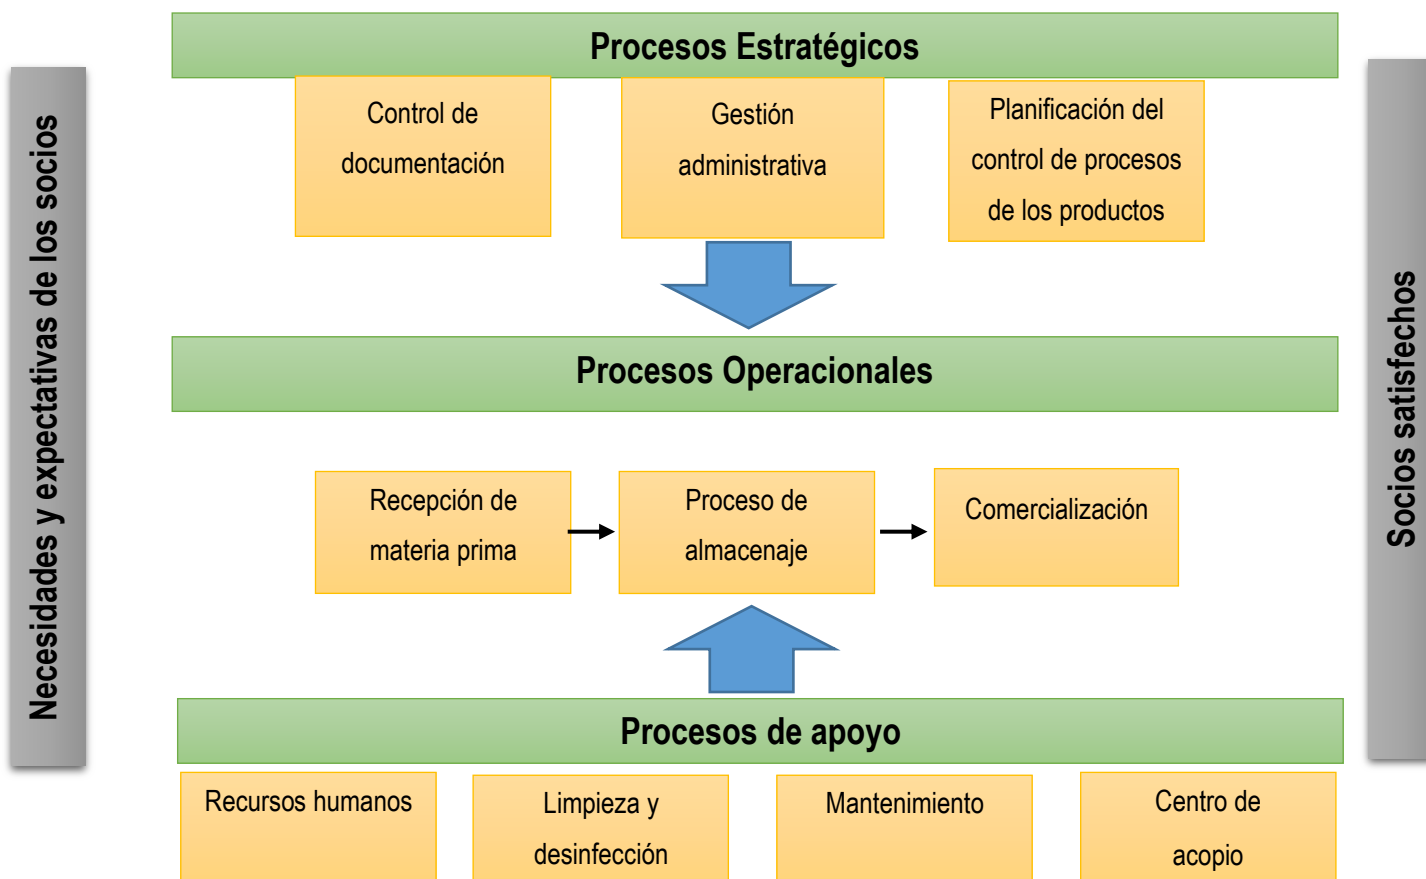 Procesos Estratégicos
Control de
documentación
Gestión
administrativa
Planificación del
control de procesos
de los productos
Necesidades y expectativas de los socios
Procesos Operacionales
Recepción de
materia prima
Proceso de
almacenaje
Comercialización
Socios satisfechos
Procesos de apoyo
Recursos humanos
Limpieza y
desinfección
Mantenimiento
Centro de
acopio